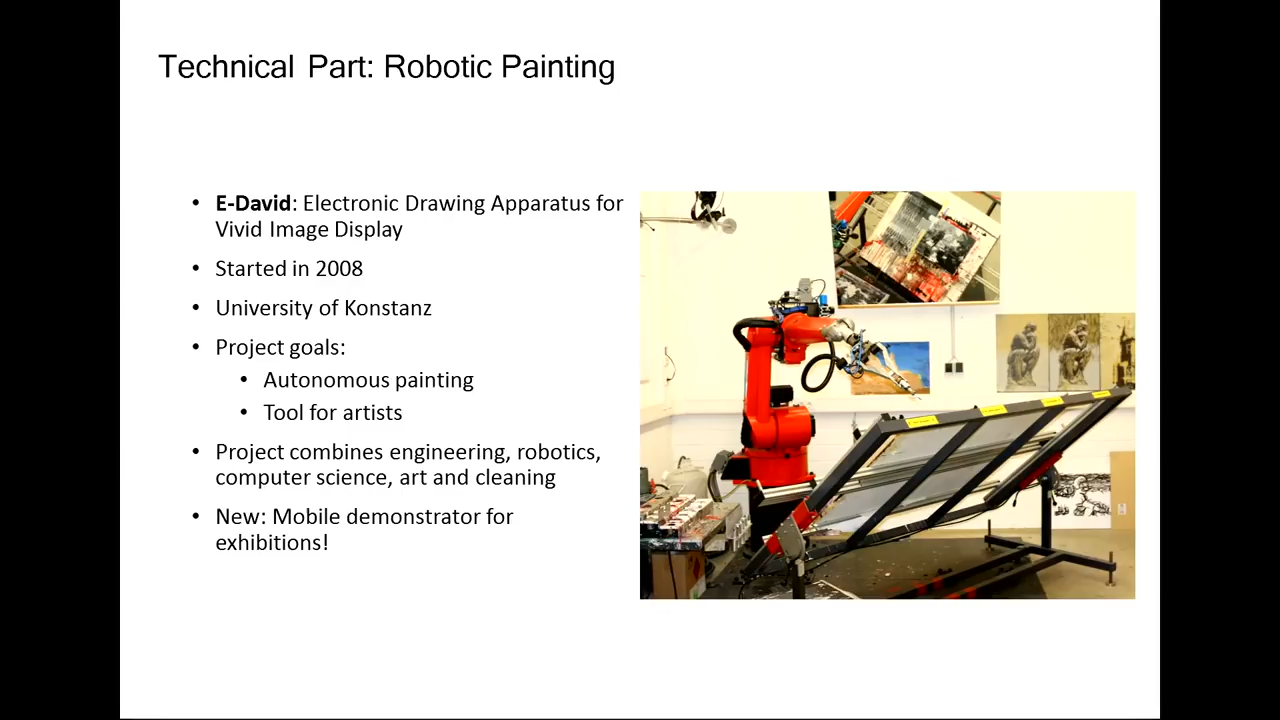 Technical Part: Robotic Painting
• E-David: Electronic Drawing Apparatus for
Vivid Image Display
• Started in 2008
• University of Konstanz
• Project goals:
• Autonomous painting
• Tool for artists
• Project combines engineering, robotics,
computer science, art and cleaning
• New: Mobile demonstrator for
exhibitions!